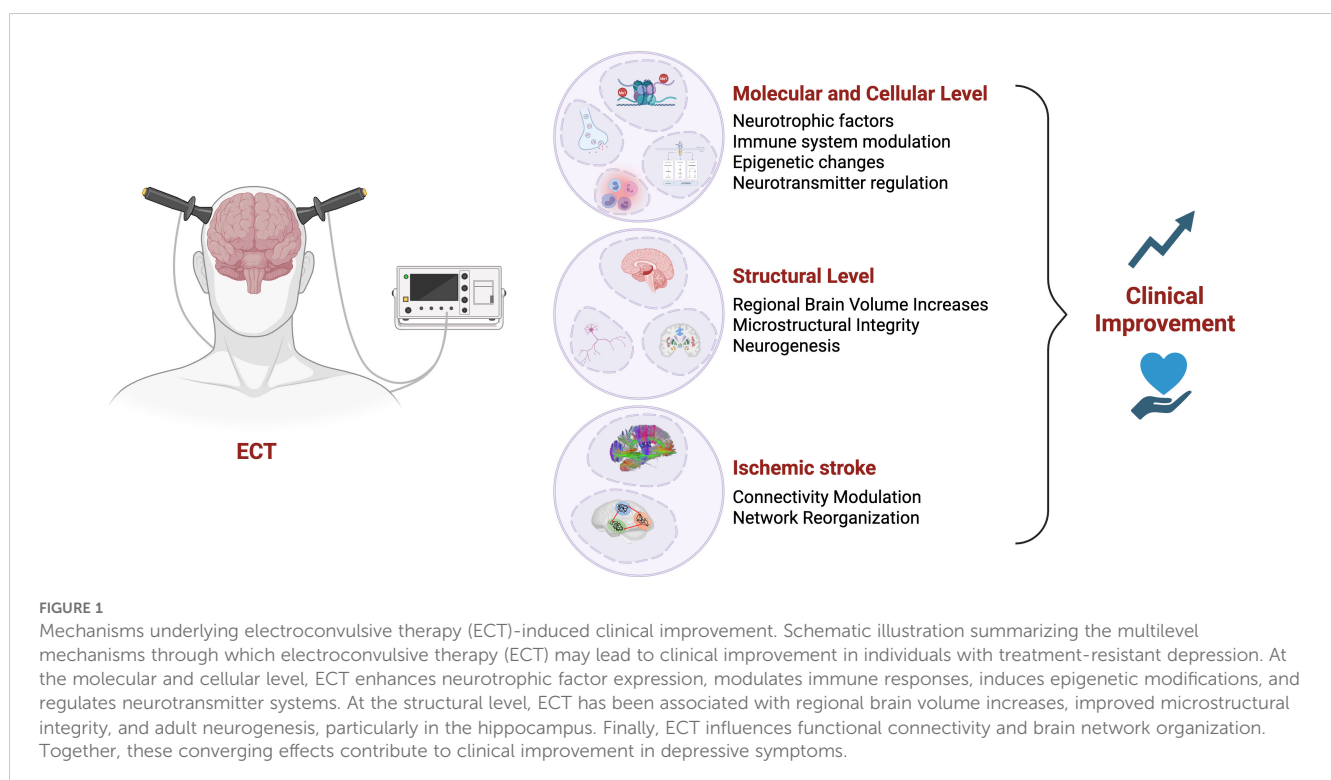 ECT
Molecular and Cellular Level
Neurotrophic factors
Immune system modulation
Epigenetic changes
Neurotransmitter regulation
Structural Level
Regional Brain Volume Increases
Microstructural Integrity
Neurogenesis
Ischemic stroke
Connectivity Modulation
Network Reorganization
Clinical
Improvement
FIGURE 1
Mechanisms underlying electroconvulsive therapy (ECT)-induced clinical improvement. Schematic illustration summarizing the multilevel
mechanisms through which electroconvulsive therapy (ECT) may lead to clinical improvement in individuals with treatment-resistant depression. At
the molecular and cellular level, ECT enhances neurotrophic factor expression, modulates immune responses, induces epigenetic modifications, and
regulates neurotransmitter systems. At the structural level, ECT has been associated with regional brain volume increases, improved microstructural
integrity, and adult neurogenesis, particularly in the hippocampus. Finally, ECT influences functional connectivity and brain network organization.
Together, these converging effects contribute to clinical improvement in depressive symptoms.